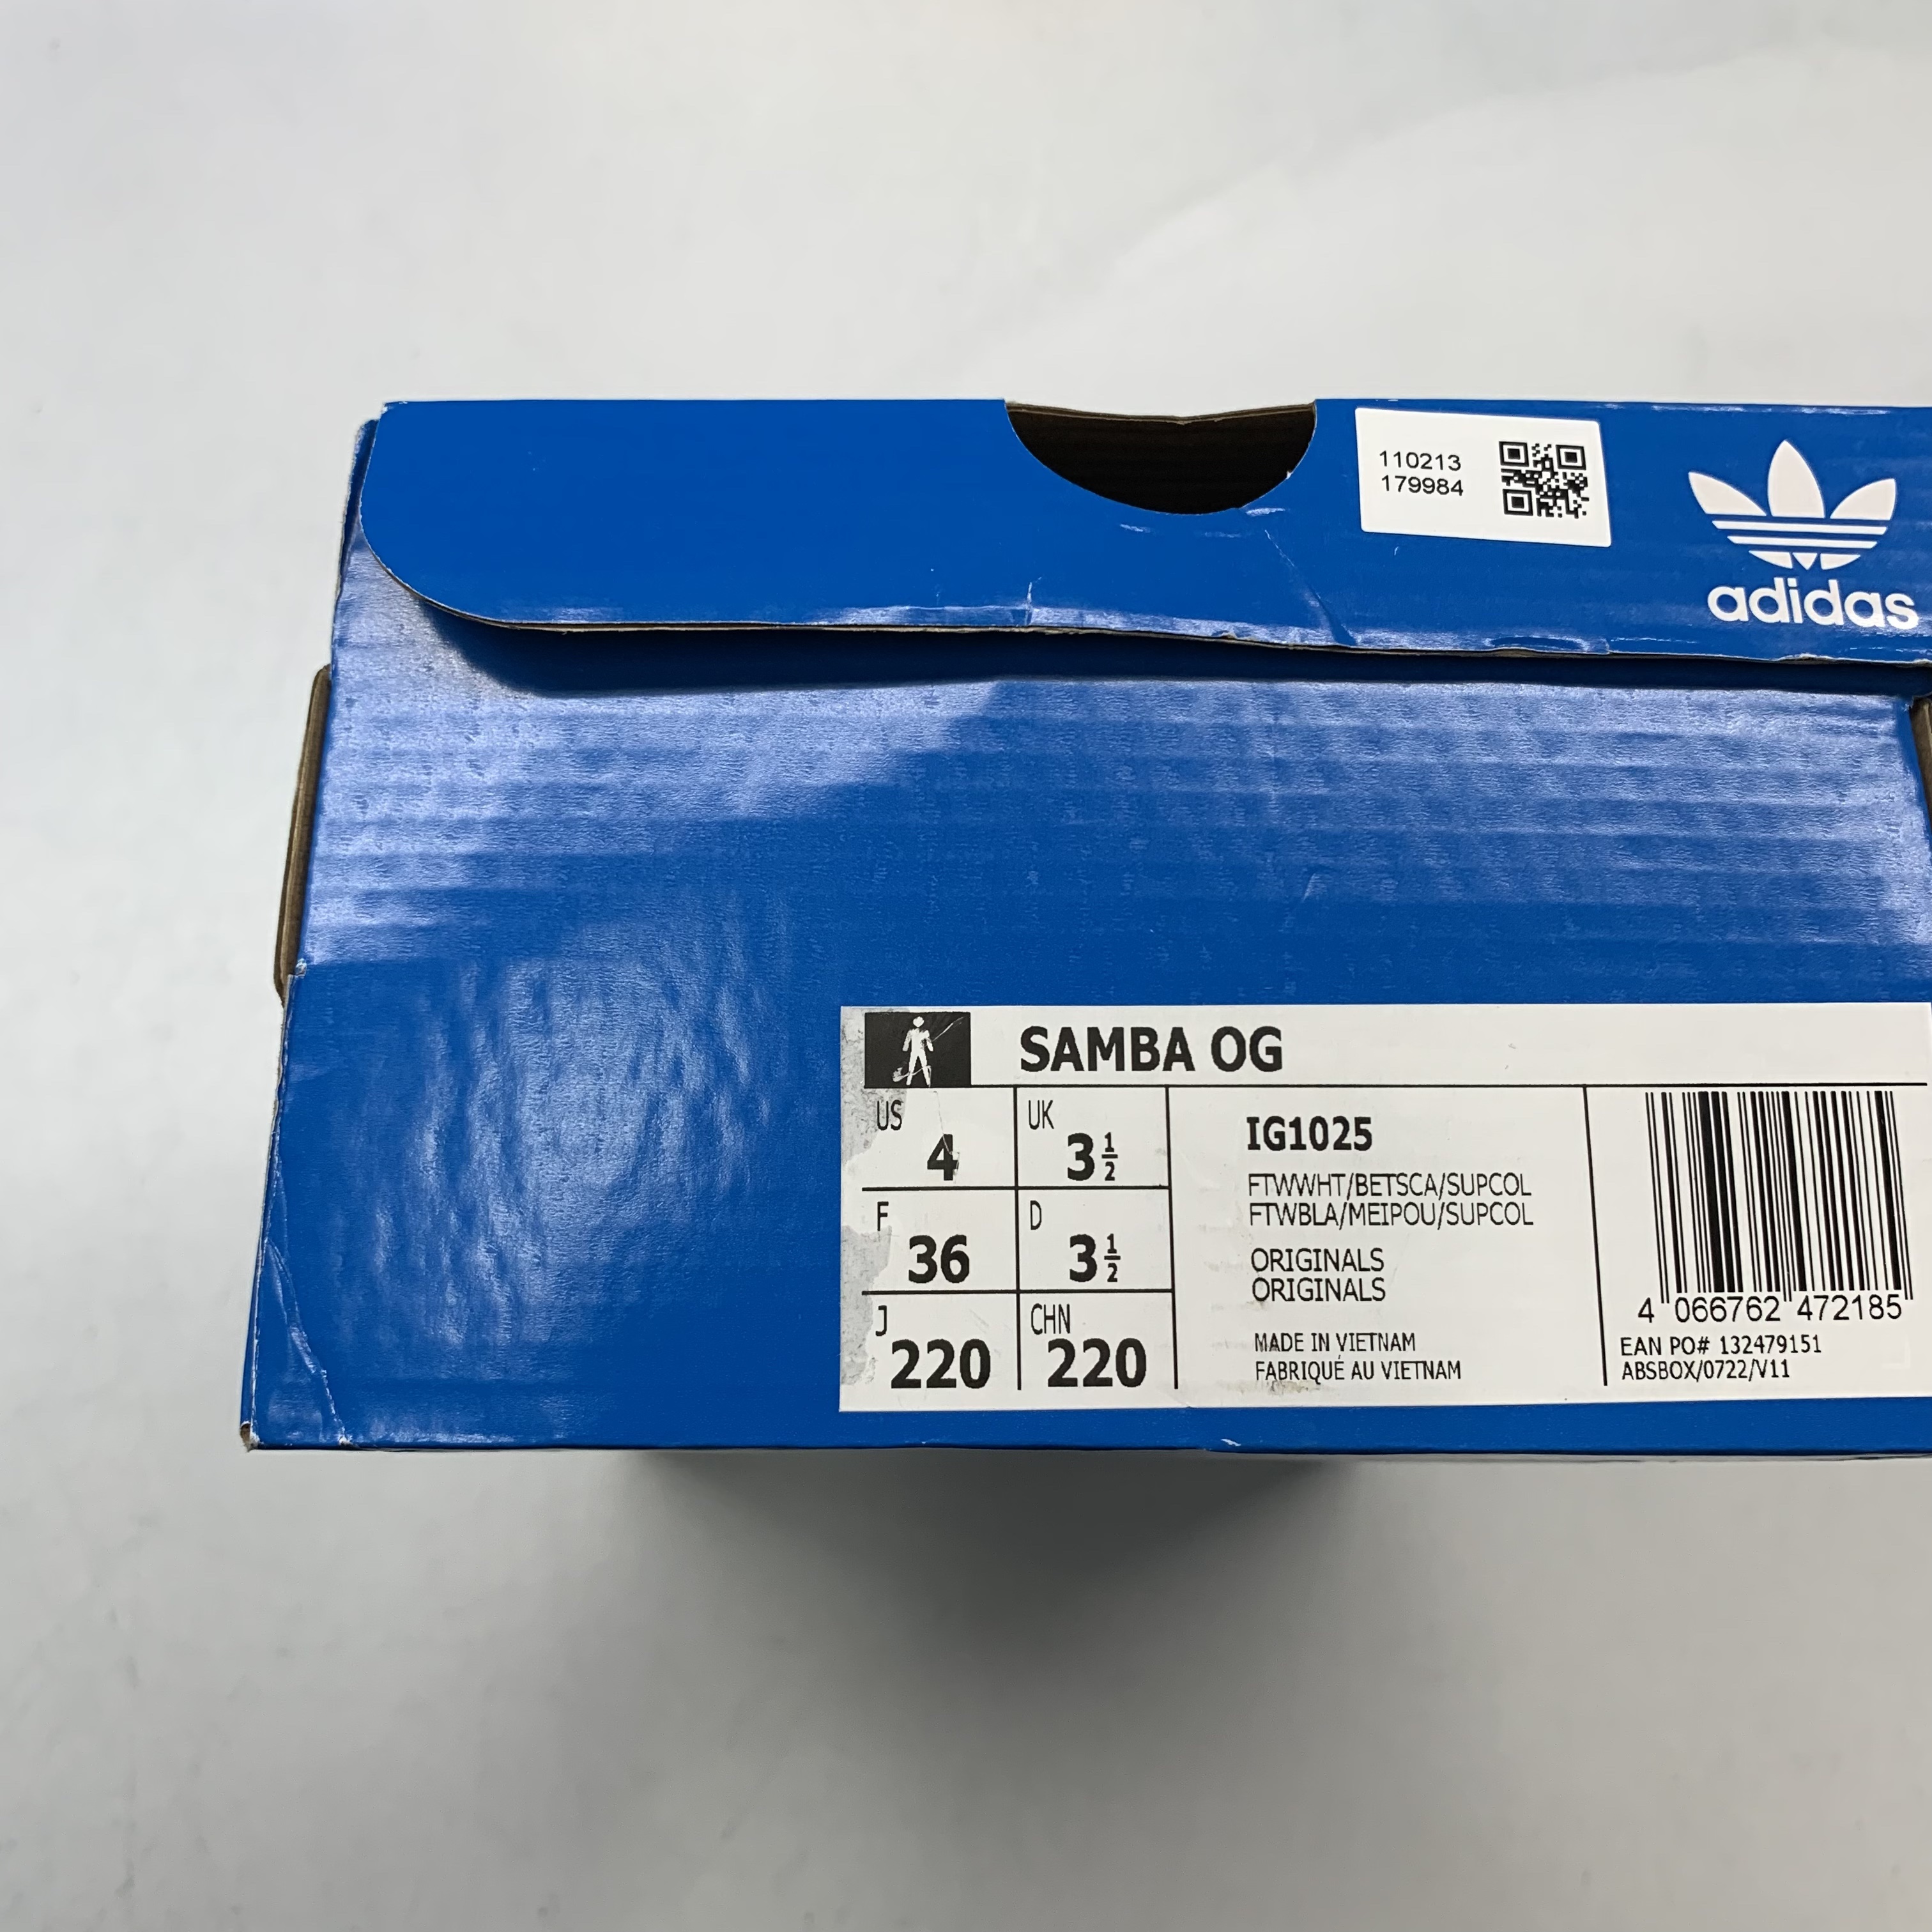 110213
179984
adidas
SAMBA OG
US
4
UK
3 1/2
F
36
D
3 1/2
J
220
CHN
220
IG1025
FTWWHT/BETSCA/SUPCOL
FTWBLA/MEIPOU/SUPCOL
ORIGINALS
ORIGINALS
MADE IN VIETNAM
FABRIQUÉ AU VIETNAM
4 066762 472185
EAN PO# 132479151
ABSBOX/0722/V11